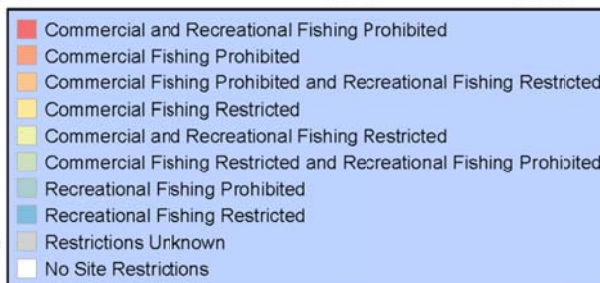 Commercial and Recreational Fishing Prohibited
Commercial Fishing Prohibited
Commercial Fishing Prohibited and Recreational Fishing Restricted
Commercial Fishing Restricted
Commercial and Recreational Fishing Restricted
Commercial Fishing Restricted and Recreational Fishing Prohibited
Recreational Fishing Prohibited
Recreational Fishing Restricted
Restrictions Unknown
No Site Restrictions